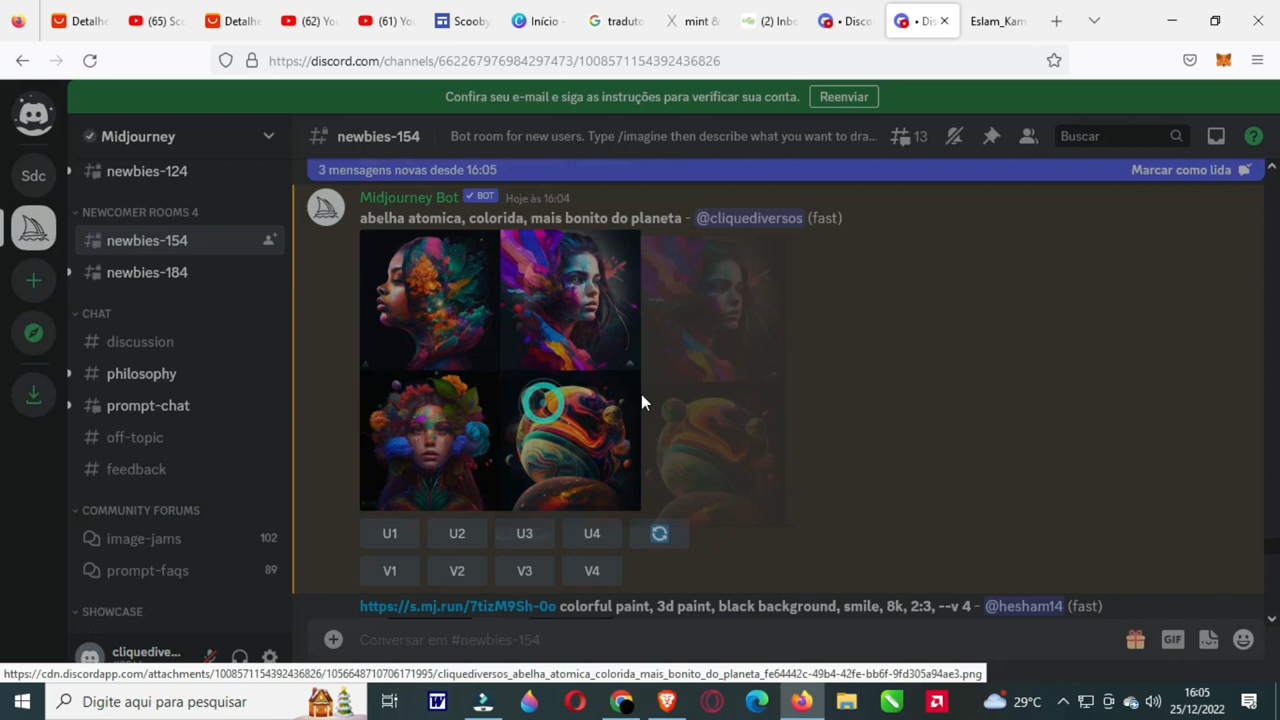 Detalhe
(65) Sc
Detalhe
(62) Yo
(61) You
Scooby
Início -
traduto
mint &
(2) Inbo
• Disco
• Dis
Eslam_Kam
https://discord.com/channels/662267976984297473/1008571154392436826
Confira seu e-mail e siga as instruções para verificar sua conta.
Reenviar
Midjourney
newbies-154
Bot room for new users. Type /imagine then describe what you want to dra...
13
Buscar
Sdc
newbies-124
NEWCOMER ROOMS 4
newbies-154
newbies-184
CHAT
discussion
philosophy
prompt-chat
off-topic
feedback
COMMUNITY FORUMS
image-jams 102
prompt-faqs 89
SHOWCASE
cliquedive...
3 mensagens novas desde 16:05
Marcar como lida
Midjourney Bot BOT Hoje às 16:04
abelha atomica, colorida, mais bonito do planeta - @cliquediversos (fast)
U1 U2 U3 U4
V1 V2 V3 V4
https://s.mj.run/7tizM9Sh-0o colorful paint, 3d paint, black background, smile, 8k, 2:3, --v 4 - @hesham14 (fast)
Conversar em #newbies-154
GIF
https://cdn.discordapp.com/attachments/1008571154392436826/1056648710706171995/cliquediversos_abelha_atomica_colorida_mais_bonito_do_planeta_fe64442c-49b4-42fe-bb6f-9fd305a94ae3.png
Digite aqui para pesquisar
29°C
16:05
25/12/2022